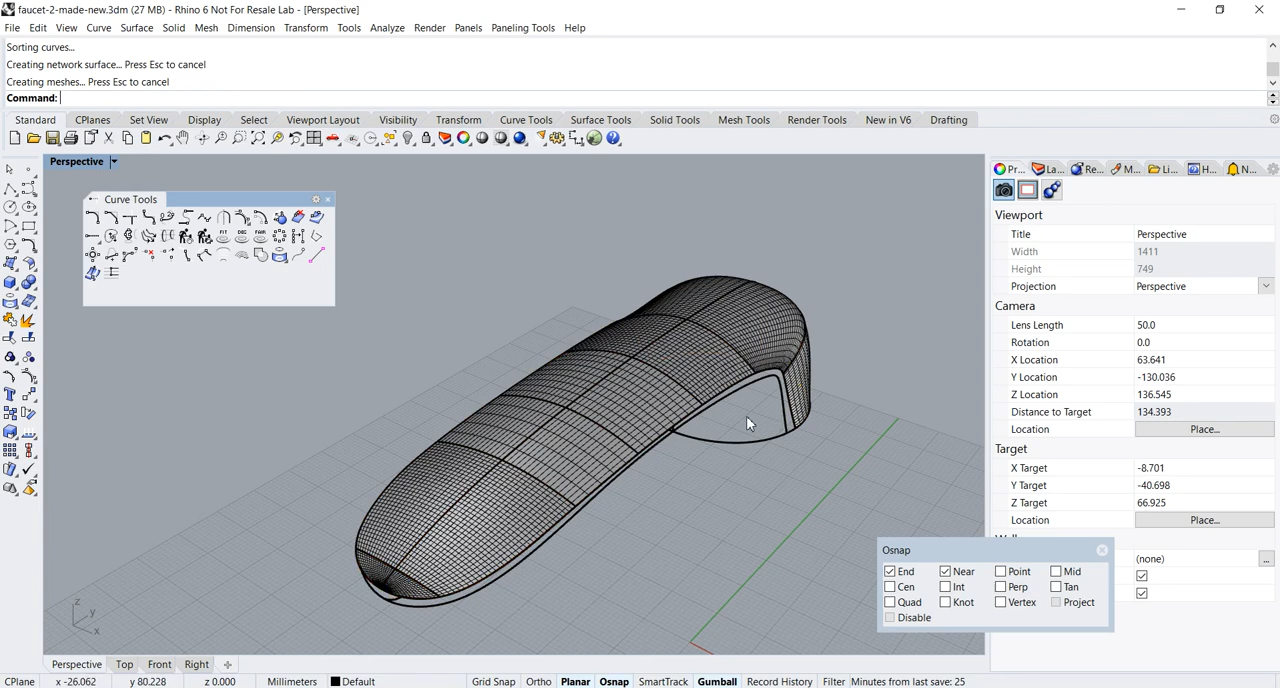 faucet-2-made-new.3dm (27 MB) - Rhino 6 Not For Resale Lab - [Perspective]
File Edit View Curve Surface Solid Mesh Dimension Transform Tools Analyze Render Panels Paneling Tools Help
Sorting curves...
Creating network surface... Press Esc to cancel
Creating meshes... Press Esc to cancel
Command:
Standard CPlanes Set View Display Select Viewport Layout Visibility Transform Curve Tools Surface Tools Solid Tools Mesh Tools Render Tools New in V6 Drafting
Perspective
Pr... La... Re... M... Li... H... N...
Curve Tools
FIT DEC FAIR
Viewport
Title Perspective
Width 1411
Height 749
Projection Perspective
Camera
Lens Length 50.0
Rotation 0.0
X Location 63.641
Y Location -130.036
Z Location 136.545
Distance to Target 134.393
Location Place...
Target
X Target -8.701
Y Target -40.698
Z Target 66.925
Location Place...
(none) ...
Osnap
End Near Point Mid
Cen Int Perp Tan
Quad Knot Vertex Project
Disable
z
y
x
Perspective Top Front Right
CPlane x -26.062 y 80.228 z 0.000 Millimeters Default Grid Snap Ortho Planar Osnap SmartTrack Gumball Record History Filter Minutes from last save: 25